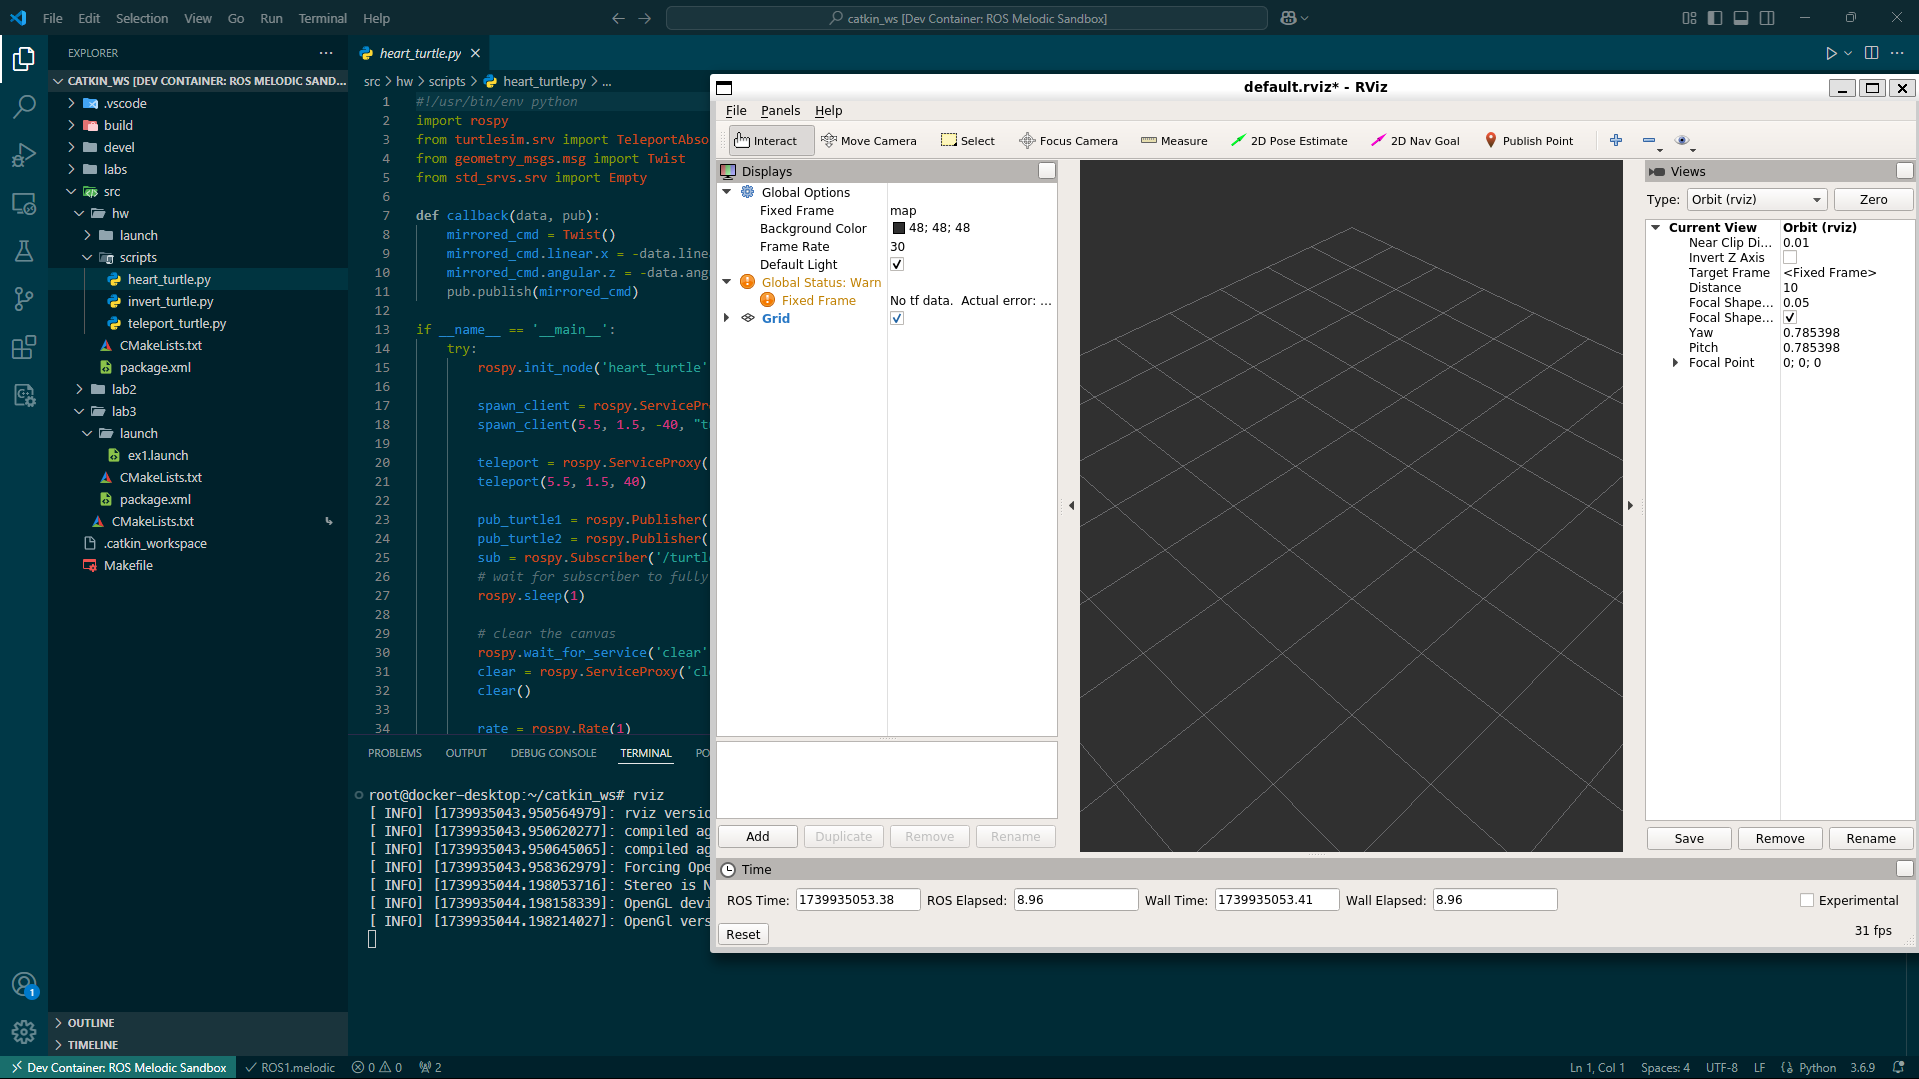 File Edit Selection View Go Run Terminal Help
catkin_ws [Dev Container: ROS Melodic Sandbox]
EXPLORER
CATKIN_WS [DEV CONTAINER: ROS MELODIC SAND...
.vscode
build
devel
labs
src
hw
launch
scripts
heart_turtle.py
invert_turtle.py
teleport_turtle.py
CMakeLists.txt
package.xml
lab2
lab3
launch
ex1.launch
CMakeLists.txt
package.xml
CMakeLists.txt
.catkin_workspace
Makefile
OUTLINE
TIMELINE
heart_turtle.py
src > hw > scripts > heart_turtle.py > ...
1 #!/usr/bin/env python
2 import rospy
3 from turtlesim.srv import TeleportAbso
4 from geometry_msgs.msg import Twist
5 from std_srvs.srv import Empty
6
7 def callback(data, pub):
8 mirrored_cmd = Twist()
9 mirrored_cmd.linear.x = -data.linea
10 mirrored_cmd.angular.z = -data.ang
11 pub.publish(mirrored_cmd)
12
13 if __name__ == '__main__':
14 try:
15 rospy.init_node('heart_turtle'
16
17 spawn_client = rospy.ServicePr
18 spawn_client(5.5, 1.5, -40, "t
19
20 teleport = rospy.ServiceProxy(
21 teleport(5.5, 1.5, 40)
22
23 pub_turtle1 = rospy.Publisher(
24 pub_turtle2 = rospy.Publisher(
25 sub = rospy.Subscriber('/turtl
26 # wait for subscriber to fully
27 rospy.sleep(1)
28
29 # clear the canvas
30 rospy.wait_for_service('clear'
31 clear = rospy.ServiceProxy('cl
32 clear()
33
34 rate = rospy.Rate(1)
PROBLEMS OUTPUT DEBUG CONSOLE TERMINAL PO
root@docker-desktop:~/catkin_ws# rviz
[ INFO] [1739935043.950564979]: rviz versio
[ INFO] [1739935043.950620277]: compiled ag
[ INFO] [1739935043.950645065]: compiled ag
[ INFO] [1739935043.958362979]: Forcing Ope
[ INFO] [1739935044.198053716]: Stereo is N
[ INFO] [1739935044.198158339]: OpenGL devi
[ INFO] [1739935044.198214027]: OpenGl vers
default.rviz* - RViz
File Panels Help
Interact Move Camera Select Focus Camera Measure 2D Pose Estimate 2D Nav Goal Publish Point
Displays
Global Options
Fixed Frame map
Background Color 48; 48; 48
Frame Rate 30
Default Light
Global Status: Warn
Fixed Frame No tf data. Actual error: ...
Grid
Add Duplicate Remove Rename
Views
Type: Orbit (rviz) Zero
Current View Orbit (rviz)
Near Clip Di... 0.01
Invert Z Axis
Target Frame <Fixed Frame>
Distance 10
Focal Shape... 0.05
Focal Shape...
Yaw 0.785398
Pitch 0.785398
Focal Point 0; 0; 0
Save Remove Rename
Time
ROS Time: 1739935053.38 ROS Elapsed: 8.96 Wall Time: 1739935053.41 Wall Elapsed: 8.96 Experimental
Reset 31 fps
1
Dev Container: ROS Melodic Sandbox ROS1.melodic 0 0 2 Ln 1, Col 1 Spaces: 4 UTF-8 LF Python 3.6.9